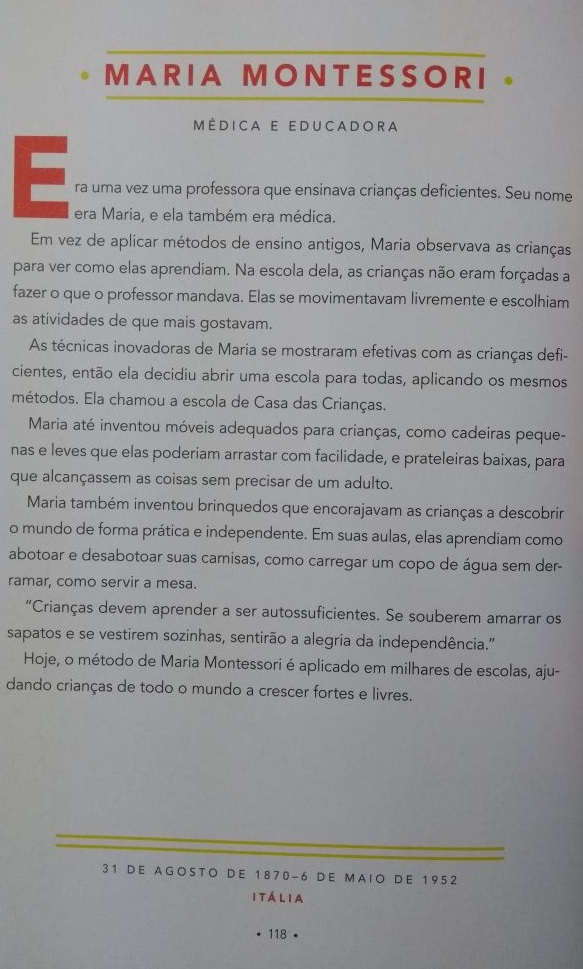 • MARIA MONTESSORI •
MÉDICA E EDUCADORA
Era uma vez uma professora que ensinava crianças deficientes. Seu nome
era Maria, e ela também era médica.
Em vez de aplicar métodos de ensino antigos, Maria observava as crianças
para ver como elas aprendiam. Na escola dela, as crianças não eram forçadas a
fazer o que o professor mandava. Elas se movimentavam livremente e escolhiam
as atividades de que mais gostavam.
As técnicas inovadoras de Maria se mostraram efetivas com as crianças defi-
cientes, então ela decidiu abrir uma escola para todas, aplicando os mesmos
métodos. Ela chamou a escola de Casa das Crianças.
Maria até inventou móveis adequados para crianças, como cadeiras peque-
nas e leves que elas poderiam arrastar com facilidade, e prateleiras baixas, para
que alcançassem as coisas sem precisar de um adulto.
Maria também inventou brinquedos que encorajavam as crianças a descobrir
o mundo de forma prática e independente. Em suas aulas, elas aprendiam como
abotoar e desabotoar suas camisas, como carregar um copo de água sem der-
ramar, como servir a mesa.
“Crianças devem aprender a ser autossuficientes. Se souberem amarrar os
sapatos e se vestirem sozinhas, sentirão a alegria da independência.”
Hoje, o método de Maria Montessori é aplicado em milhares de escolas, aju-
dando crianças de todo o mundo a crescer fortes e livres.
31 DE AGOSTO DE 1870–6 DE MAIO DE 1952
ITÁLIA
• 118 •